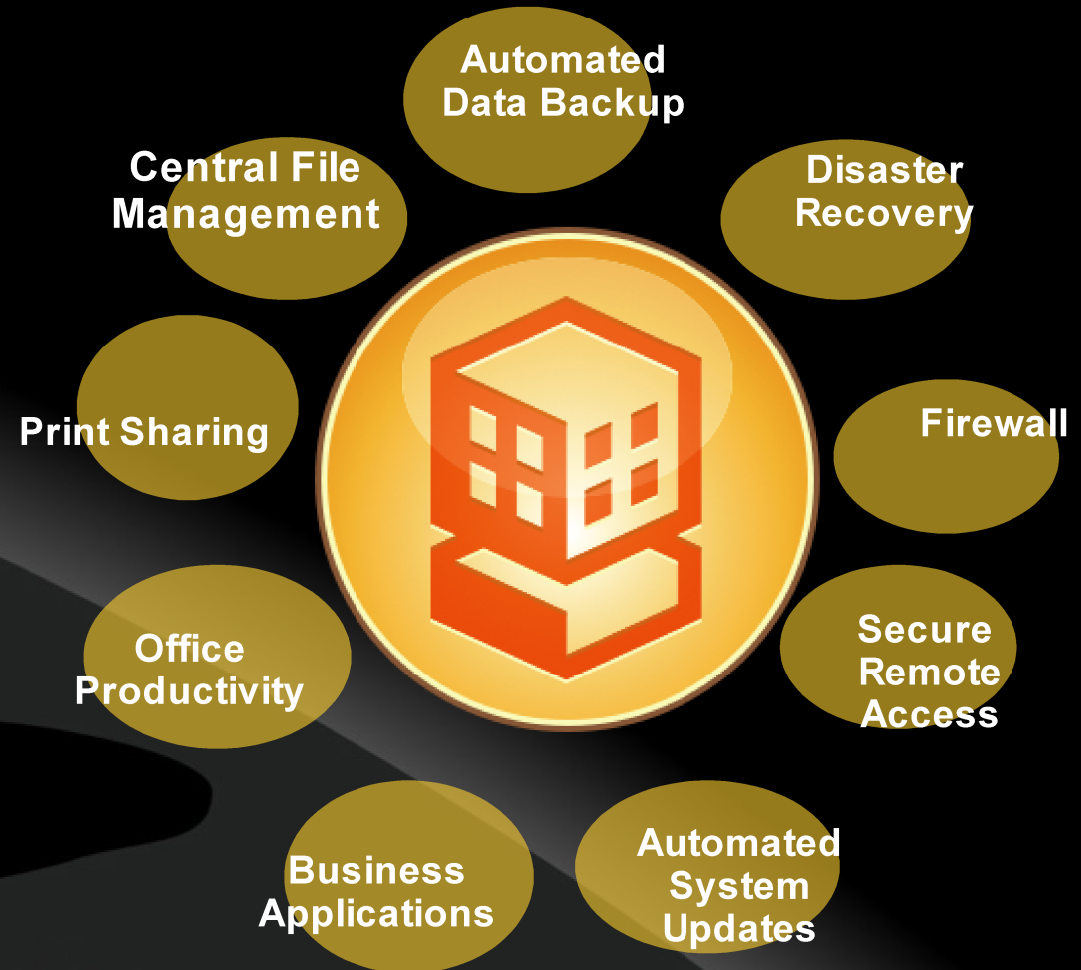 Automated
Data Backup
Central File
Management
Disaster
Recovery
Print Sharing
Firewall
Office
Productivity
Secure
Remote
Access
Business
Applications
Automated
System
Updates